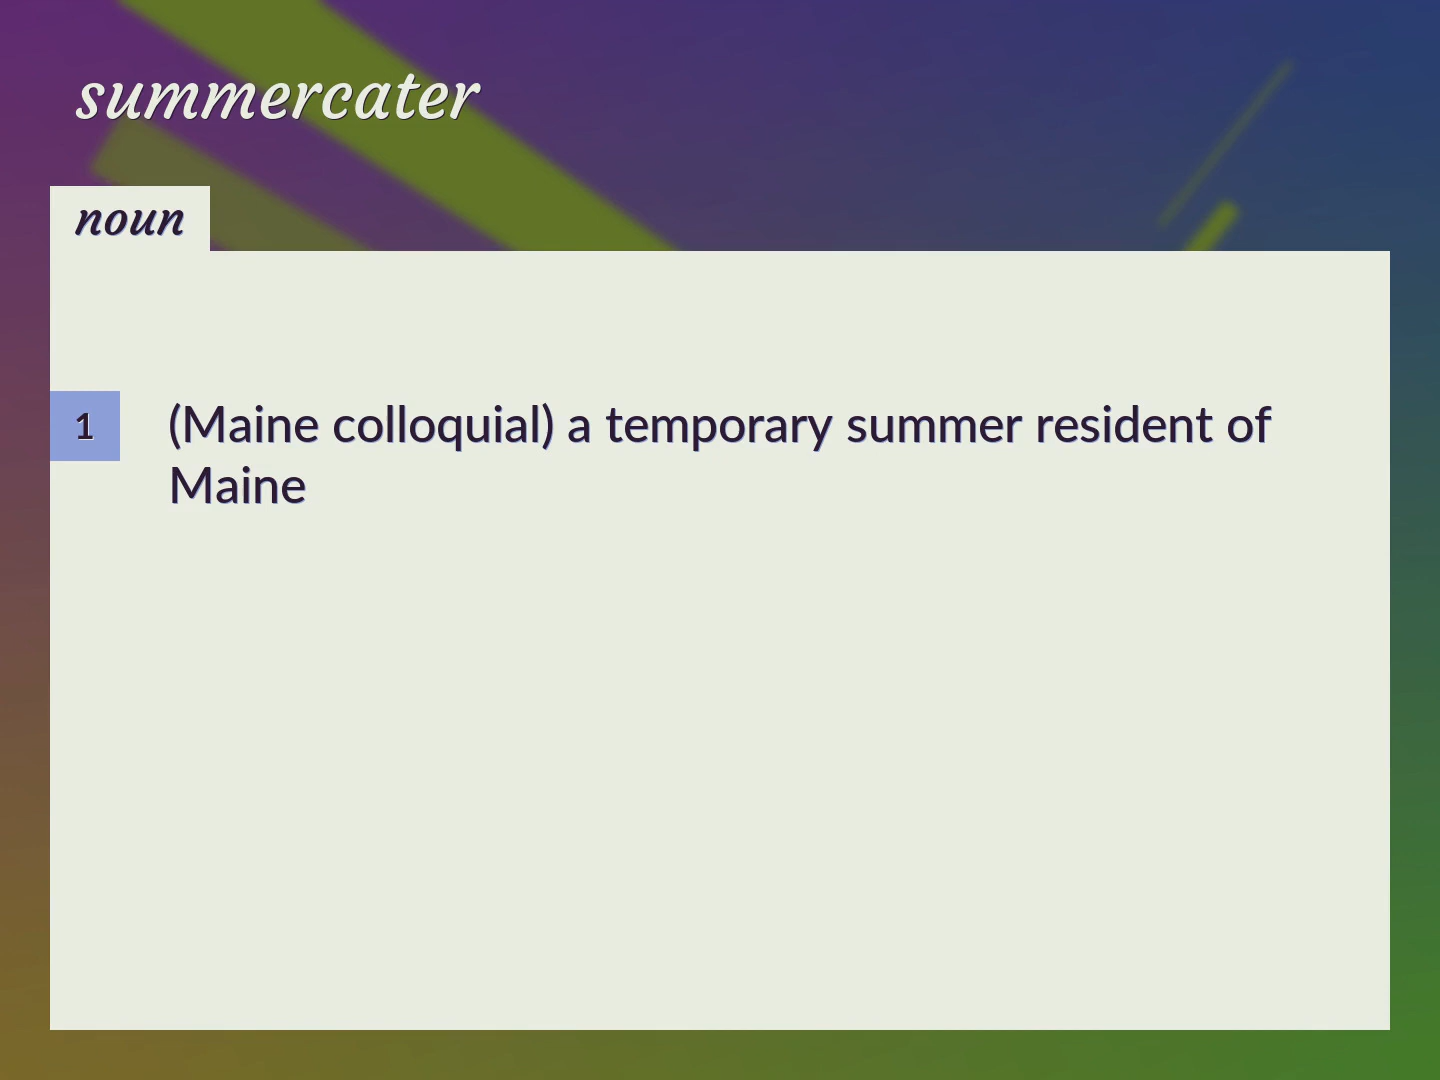 summercater
noun
1 (Maine colloquial) a temporary summer resident of
Maine